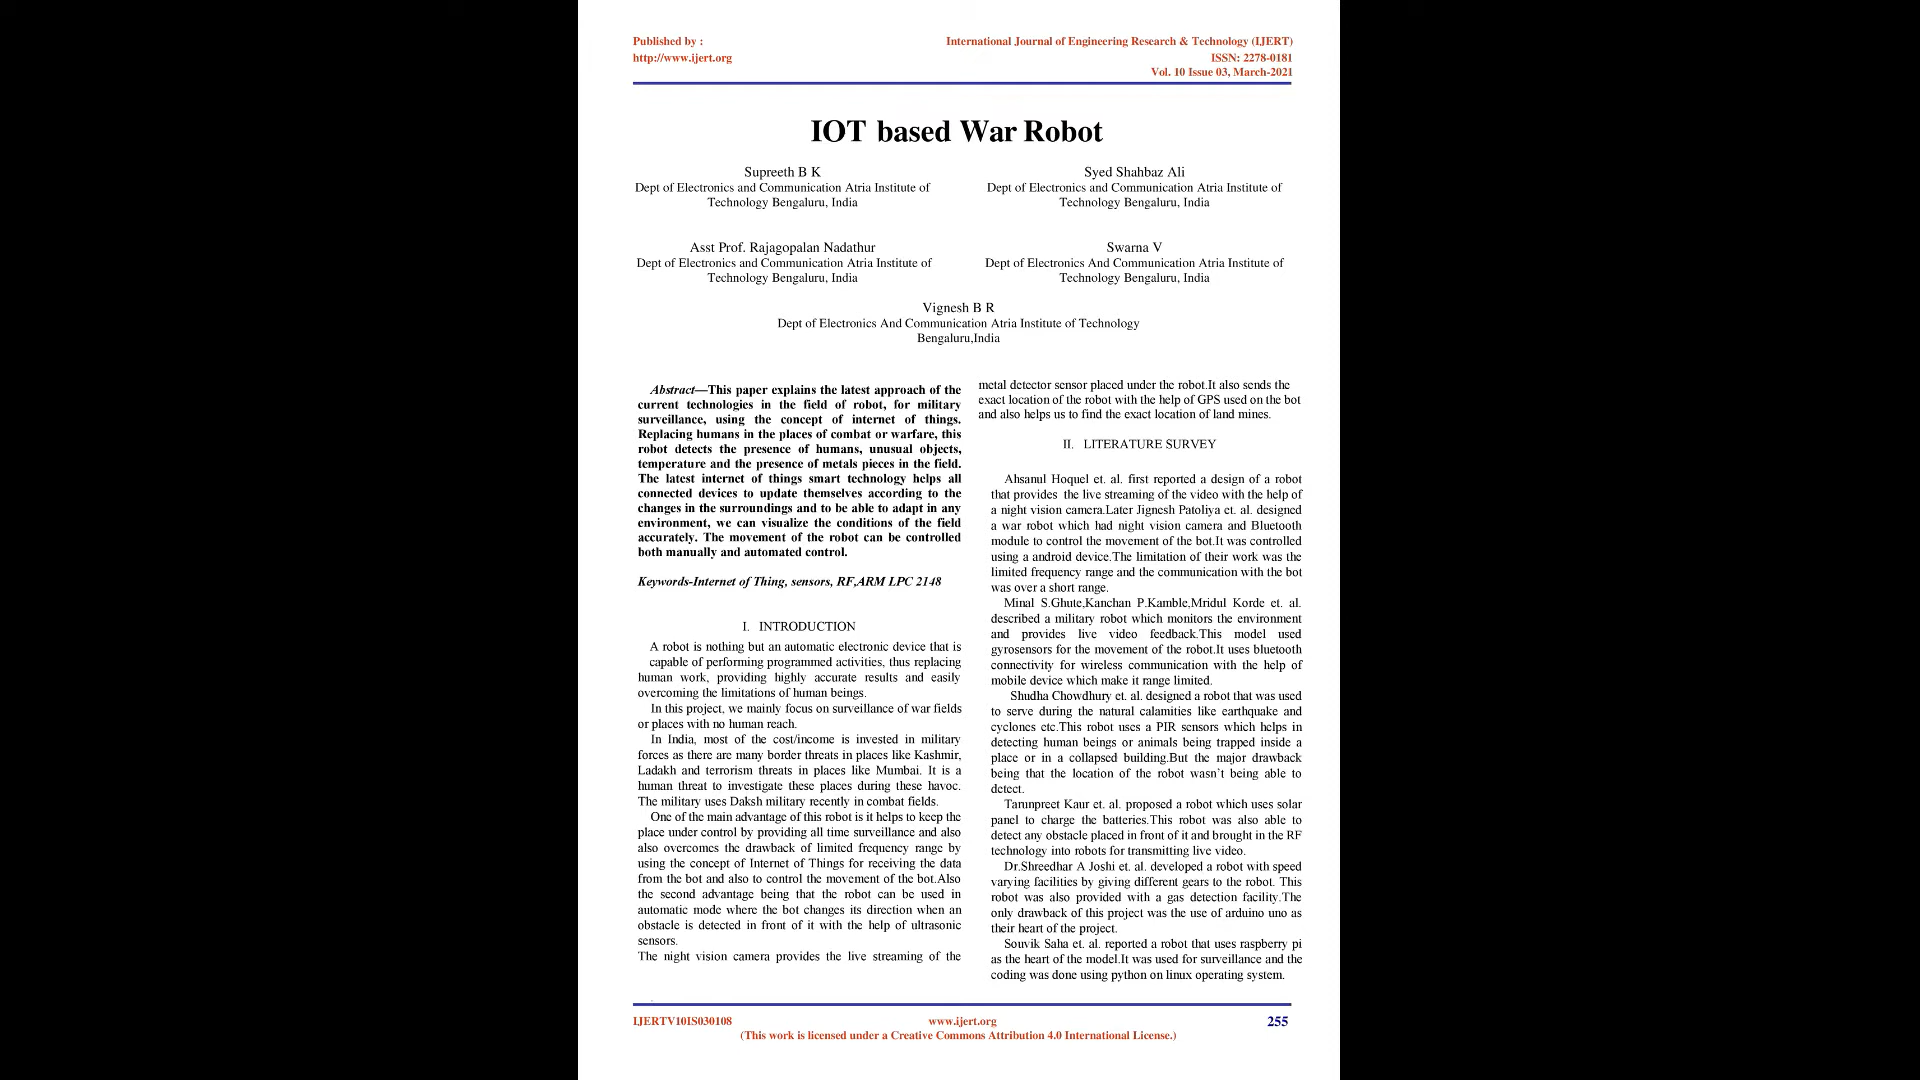 Published by :
http://www.ijert.org
International Journal of Engineering Research & Technology (IJERT)
ISSN: 2278-0181
Vol. 10 Issue 03, March-2021
IOT based War Robot
Supreeth B K
Dept of Electronics and Communication Atria Institute of
Technology Bengaluru, India
Syed Shahbaz Ali
Dept of Electronics and Communication Atria Institute of
Technology Bengaluru, India
Asst Prof. Rajagopalan Nadathur
Dept of Electronics and Communication Atria Institute of
Technology Bengaluru, India
Swarna V
Dept of Electronics And Communication Atria Institute of
Technology Bengaluru, India
Vignesh B R
Dept of Electronics And Communication Atria Institute of Technology
Bengaluru,India
Abstract—This paper explains the latest approach of the
current technologies in the field of robot, for military
surveillance, using the concept of internet of things.
Replacing humans in the places of combat or warfare, this
robot detects the presence of humans, unusual objects,
temperature and the presence of metals pieces in the field.
The latest internet of things smart technology helps all
connected devices to update themselves according to the
changes in the surroundings and to be able to adapt in any
environment, we can visualize the conditions of the field
accurately. The movement of the robot can be controlled
both manually and automated control.
Keywords-Internet of Thing, sensors, RF,ARM LPC 2148
I. INTRODUCTION
A robot is nothing but an automatic electronic device that is
capable of performing programmed activities, thus replacing
human work, providing highly accurate results and easily
overcoming the limitations of human beings.
In this project, we mainly focus on surveillance of war fields
or places with no human reach.
In India, most of the cost/income is invested in military
forces as there are many border threats in places like Kashmir,
Ladakh and terrorism threats in places like Mumbai. It is a
human threat to investigate these places during these havoc.
The military uses Daksh military recently in combat fields.
One of the main advantage of this robot is it helps to keep the
place under control by providing all time surveillance and also
also overcomes the drawback of limited frequency range by
using the concept of Internet of Things for receiving the data
from the bot and also to control the movement of the bot.Also
the second advantage being that the robot can be used in
automatic mode where the bot changes its direction when an
obstacle is detected in front of it with the help of ultrasonic
sensors.
The night vision camera provides the live streaming of the
metal detector sensor placed under the robot.It also sends the
exact location of the robot with the help of GPS used on the bot
and also helps us to find the exact location of land mines.
II. LITERATURE SURVEY
Ahsanul Hoquel et. al. first reported a design of a robot
that provides the live streaming of the video with the help of
a night vision camera.Later Jignesh Patoliya et. al. designed
a war robot which had night vision camera and Bluetooth
module to control the movement of the bot.It was controlled
using a android device.The limitation of their work was the
limited frequency range and the communication with the bot
was over a short range.
Minal S.Ghute,Kanchan P.Kamble,Mridul Korde et. al.
described a military robot which monitors the environment
and provides live video feedback.This model used
gyrosensors for the movement of the robot.It uses bluetooth
connectivity for wireless communication with the help of
mobile device which make it range limited.
Shudha Chowdhury et. al. designed a robot that was used
to serve during the natural calamities like earthquake and
cyclones etc.This robot uses a PIR sensors which helps in
detecting human beings or animals being trapped inside a
place or in a collapsed building.But the major drawback
being that the location of the robot wasn't being able to
detect.
Tarunpreet Kaur et. al. proposed a robot which uses solar
panel to charge the batteries.This robot was also able to
detect any obstacle placed in front of it and brought in the RF
technology into robots for transmitting live video.
Dr.Shreedhar A Joshi et. al. developed a robot with speed
varying facilities by giving different gears to the robot. This
robot was also provided with a gas detection facility.The
only drawback of this project was the use of arduino uno as
their heart of the project.
Souvik Saha et. al. reported a robot that uses raspberry pi
as the heart of the model.It was used for surveillance and the
coding was done using python on linux operating system.
IJERTV10IS030108
www.ijert.org
255
(This work is licensed under a Creative Commons Attribution 4.0 International License.)